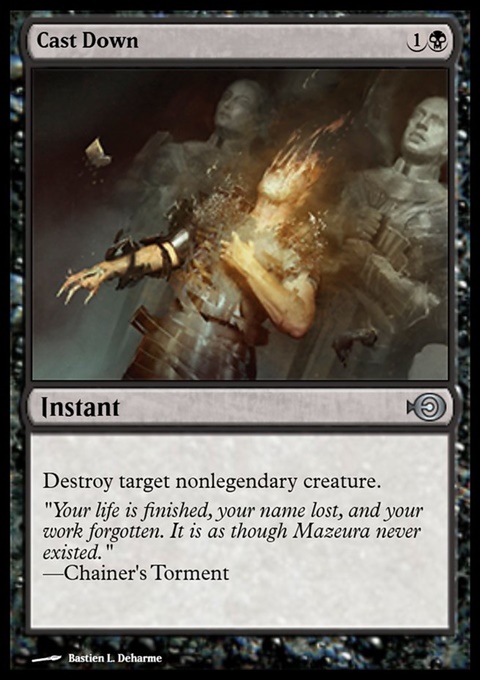 Cast Down 1
Instant
Destroy target nonlegendary creature.
"Your life is finished, your name lost, and your
work forgotten. It is as though Mazeura never
existed."
—Chainer's Torment
Bastien L. Deharme